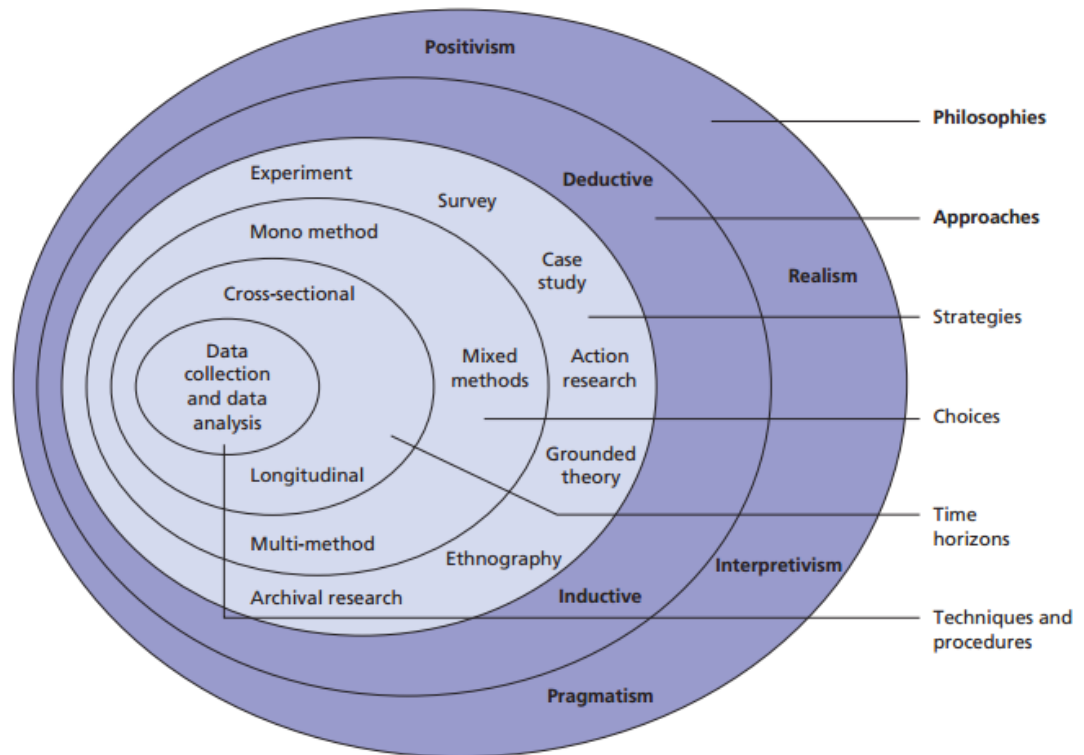 Positivism
Philosophies
Experiment
Deductive
Survey
Approaches
Mono method
Case
study
Realism
Cross-sectional
Strategies
Data
collection
and data
analysis
Mixed
methods
Action
research
Choices
Grounded
theory
Longitudinal
Time
horizons
Multi-method
Ethnography
Interpretivism
Archival research
Inductive
Techniques and
procedures
Pragmatism